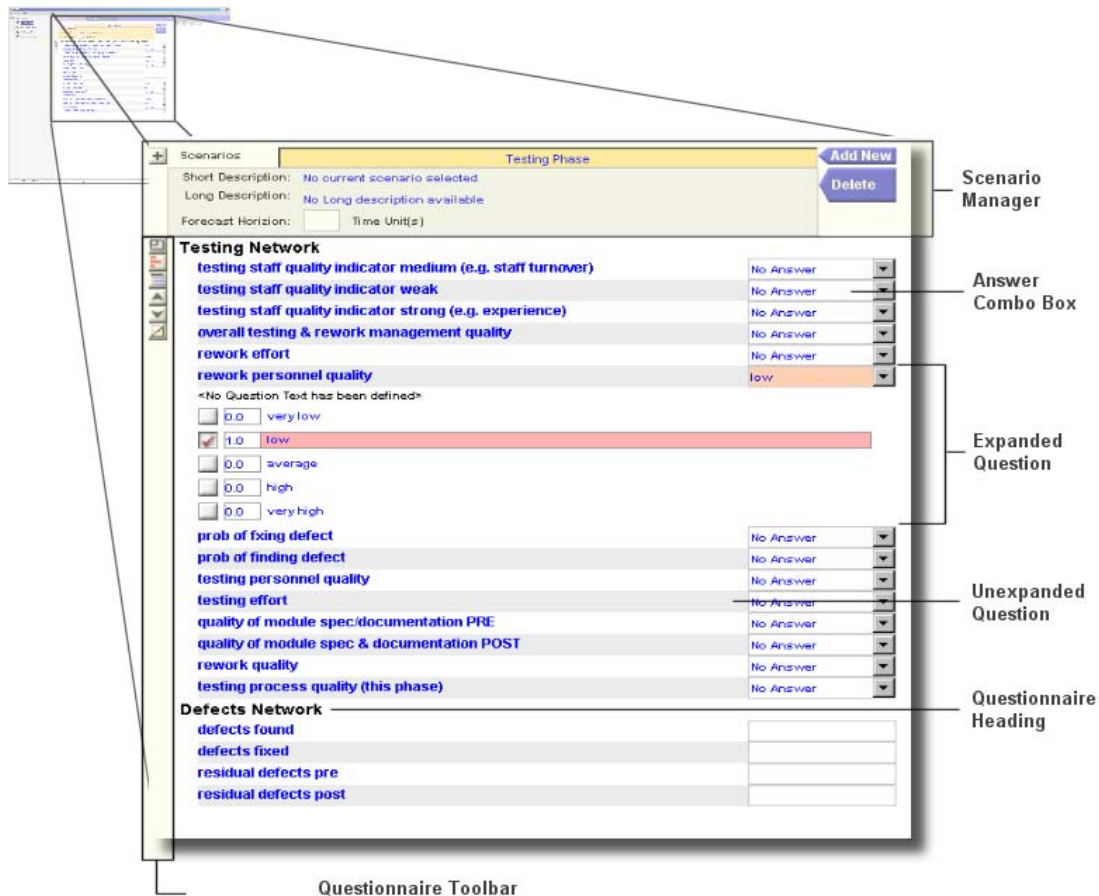 Scenarios Testing Phase Add New
Short Description: No current scenario selected Delete
Long Description: No Long description available
Forecast Horizion: Time Unit(s)
Scenario
Manager
Testing Network
testing staff quality indicator medium (e.g. staff turnover) No Answer
testing staff quality indicator weak No Answer
Answer
Combo Box
testing staff quality indicator strong (e.g. experience) No Answer
overall testing & rework management quality No Answer
rework effort No Answer
rework personnel quality low
<No Question Text has been defined>
0.0 very low
1.0 low
0.0 average
0.0 high
0.0 very high
Expanded
Question
prob of fxing defect No Answer
prob of finding defect No Answer
testing personnel quality No Answer
testing effort No Answer
Unexpanded
Question
quality of module spec/documentation PRE No Answer
quality of module spec & documentation POST No Answer
rework quality No Answer
testing process quality (this phase) No Answer
Defects Network
Questionnaire
Heading
defects found
defects fixed
residual defects pre
residual defects post
Questionnaire Toolbar